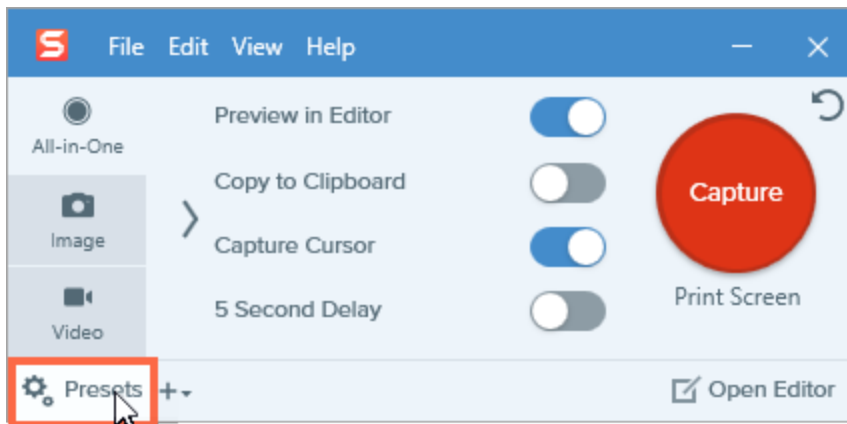 S File Edit View Help
All-in-One
Image
Video
Preview in Editor
Copy to Clipboard
Capture Cursor
5 Second Delay
Capture
Print Screen
Presets
Open Editor